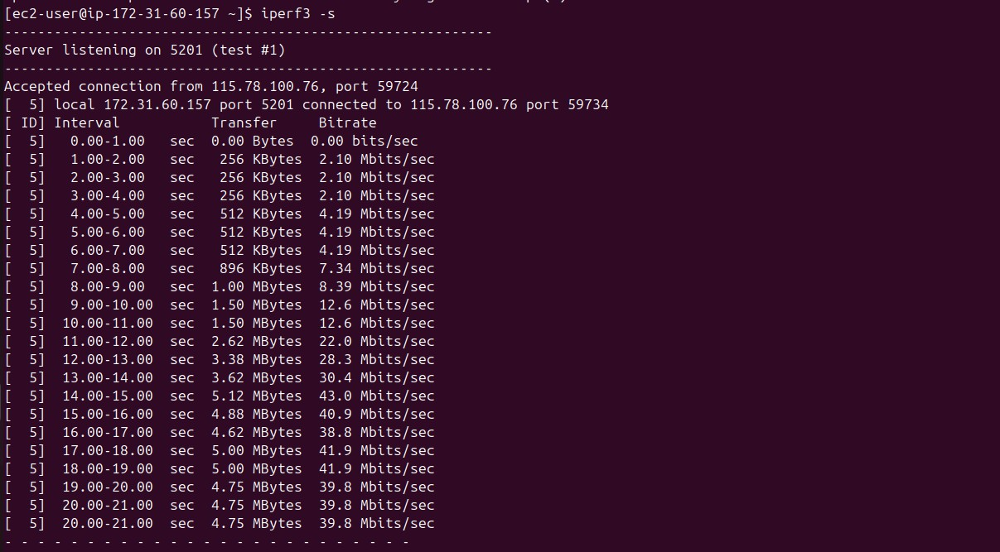 [ec2-user@ip-172-31-60-157 ~]$ iperf3 -s
-----------------------------------------------------------
Server listening on 5201 (test #1)
-----------------------------------------------------------
Accepted connection from 115.78.100.76, port 59724
[  5] local 172.31.60.157 port 5201 connected to 115.78.100.76 port 59734
[ ID] Interval           Transfer     Bitrate
[  5]   0.00-1.00   sec  0.00 Bytes  0.00 bits/sec
[  5]   1.00-2.00   sec   256 KBytes  2.10 Mbits/sec
[  5]   2.00-3.00   sec   256 KBytes  2.10 Mbits/sec
[  5]   3.00-4.00   sec   256 KBytes  2.10 Mbits/sec
[  5]   4.00-5.00   sec   512 KBytes  4.19 Mbits/sec
[  5]   5.00-6.00   sec   512 KBytes  4.19 Mbits/sec
[  5]   6.00-7.00   sec   512 KBytes  4.19 Mbits/sec
[  5]   7.00-8.00   sec   896 KBytes  7.34 Mbits/sec
[  5]   8.00-9.00   sec  1.00 MBytes  8.39 Mbits/sec
[  5]   9.00-10.00  sec  1.50 MBytes  12.6 Mbits/sec
[  5]  10.00-11.00  sec  1.50 MBytes  12.6 Mbits/sec
[  5]  11.00-12.00  sec  2.62 MBytes  22.0 Mbits/sec
[  5]  12.00-13.00  sec  3.38 MBytes  28.3 Mbits/sec
[  5]  13.00-14.00  sec  3.62 MBytes  30.4 Mbits/sec
[  5]  14.00-15.00  sec  5.12 MBytes  43.0 Mbits/sec
[  5]  15.00-16.00  sec  4.88 MBytes  40.9 Mbits/sec
[  5]  16.00-17.00  sec  4.62 MBytes  38.8 Mbits/sec
[  5]  17.00-18.00  sec  5.00 MBytes  41.9 Mbits/sec
[  5]  18.00-19.00  sec  5.00 MBytes  41.9 Mbits/sec
[  5]  19.00-20.00  sec  4.75 MBytes  39.8 Mbits/sec
[  5]  20.00-21.00  sec  4.75 MBytes  39.8 Mbits/sec
[  5]  20.00-21.00  sec  4.75 MBytes  39.8 Mbits/sec
- - - - - - - - - - - - - - - - - - - - - - - - -